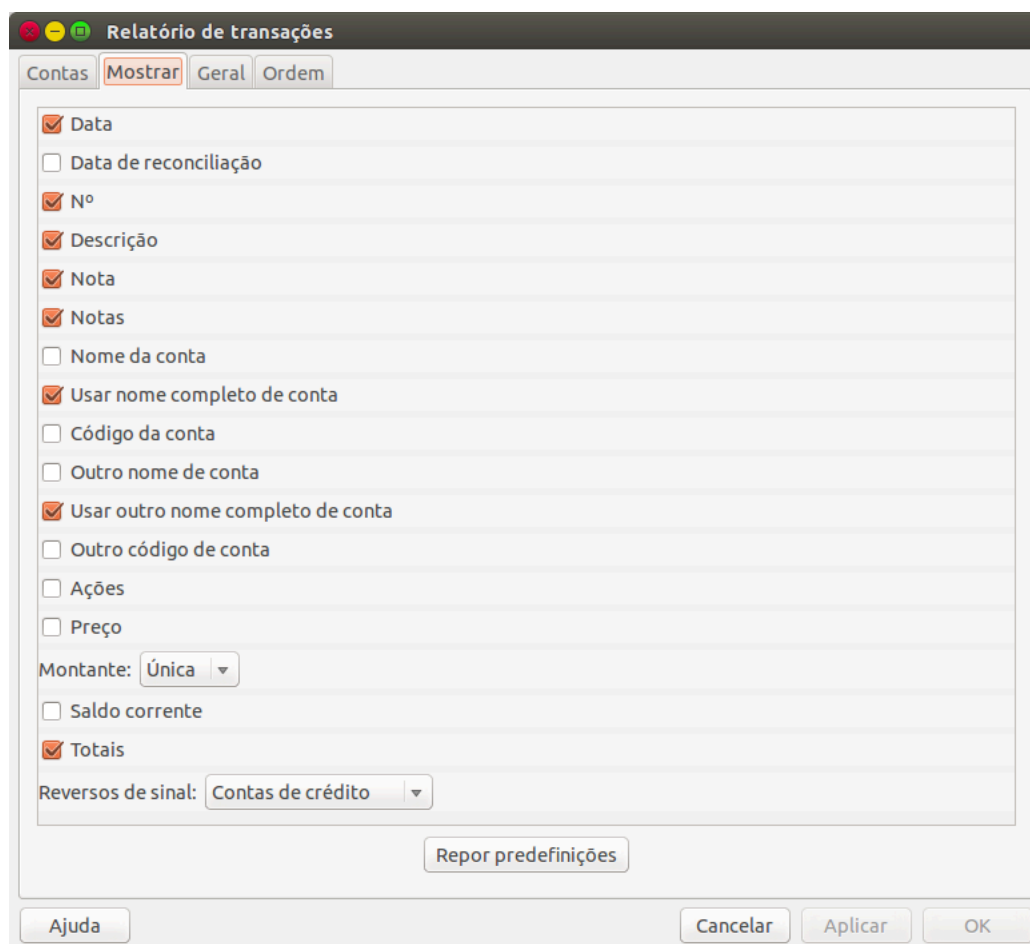 Relatório de transações
Contas Mostrar Geral Ordem
Data
Data de reconciliação
Nº
Descrição
Nota
Notas
Nome da conta
Usar nome completo de conta
Código da conta
Outro nome de conta
Usar outro nome completo de conta
Outro código de conta
Ações
Preço
Montante: Única
Saldo corrente
Totais
Reversos de sinal: Contas de crédito
Repor predefinições
Ajuda Cancelar Aplicar OK